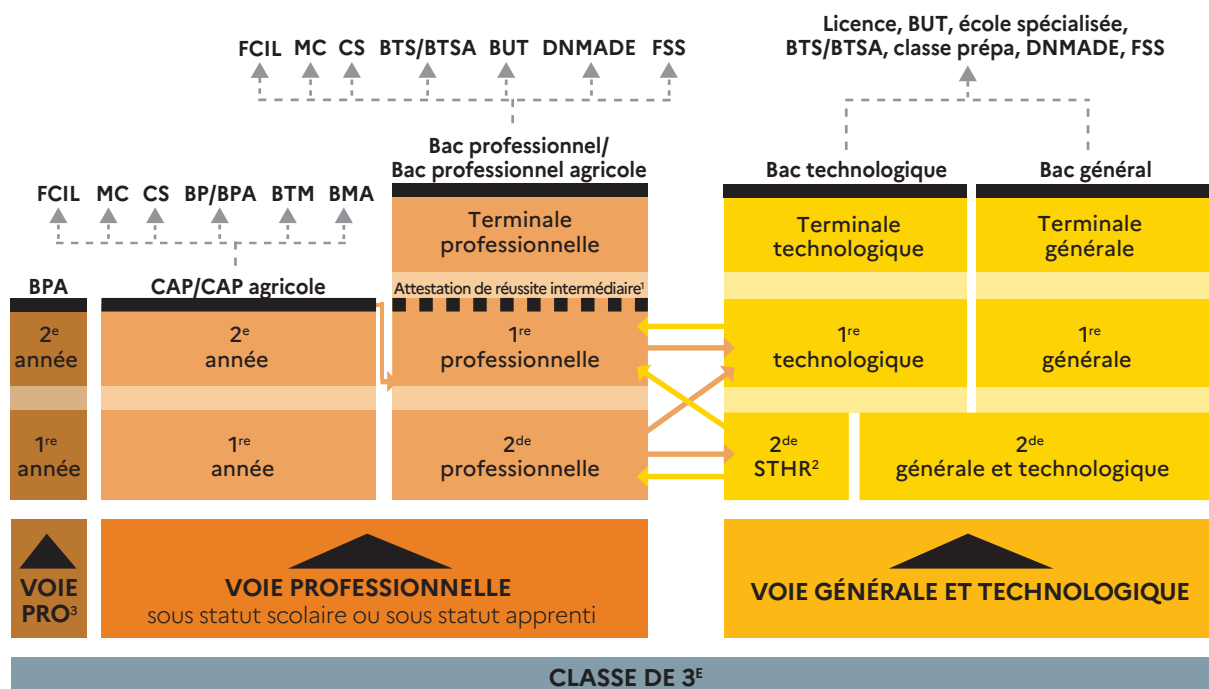 Licence, BUT, école spécialisée,
BTS/BTSA, classe prépa, DNMADE, FSS
FCIL MC CS BTS/BTSA BUT DNMADE FSS
Bac professionnel/
Bac professionnel agricole
Bac technologique
Bac général
FCIL MC CS BP/BPA BTM BMA
Terminale
professionnelle
Terminale
technologique
Terminale
générale
BPA
CAP/CAP agricole
Attestation de réussite intermédiaire¹
2e
année
2e
année
1re
professionnelle
1re
technologique
1re
générale
1re
année
1re
année
2de
professionnelle
2de
STHR²
2de
générale et technologique
VOIE
PRO³
VOIE PROFESSIONNELLE
sous statut scolaire ou sous statut apprenti
VOIE GÉNÉRALE ET TECHNOLOGIQUE
CLASSE DE 3E